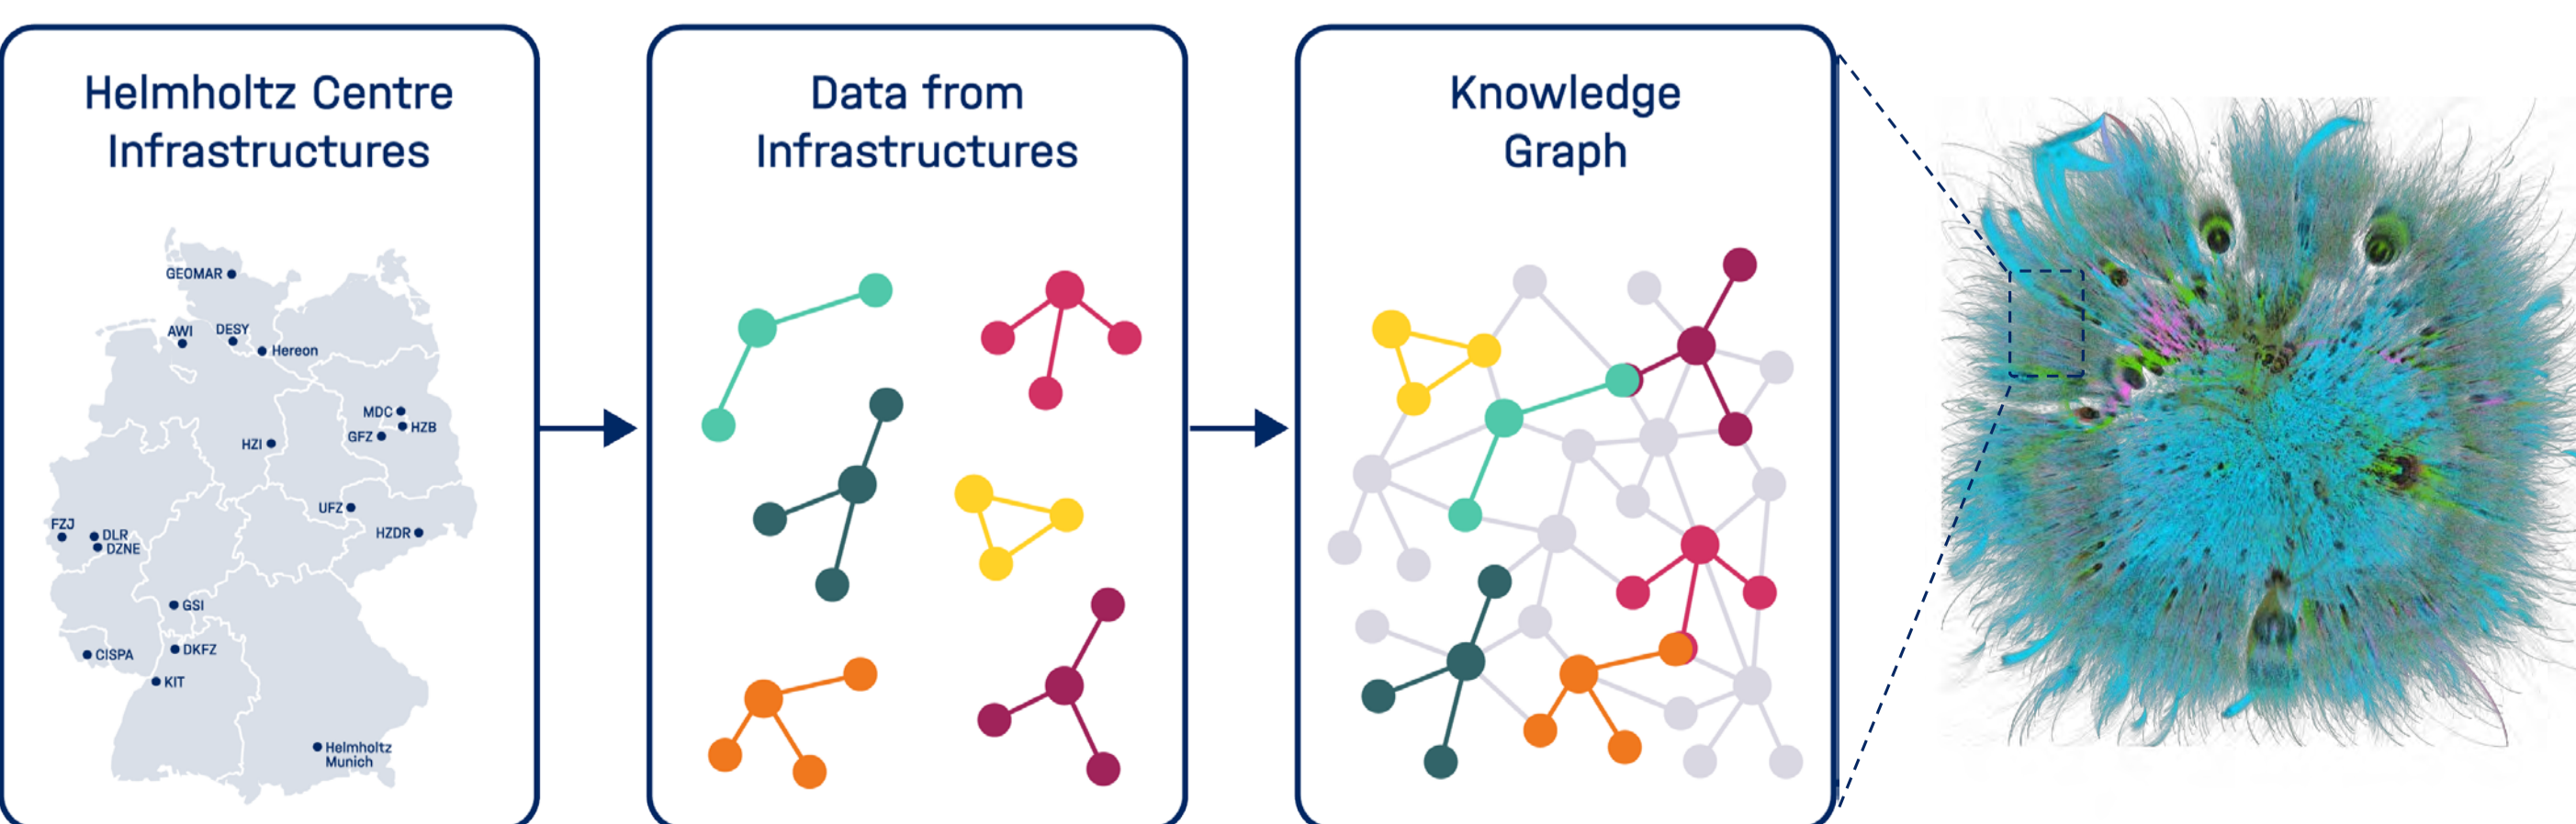 Helmholtz Centre
Infrastructures
GEOMAR
AWI
DESY
Hereon
MDC
HZB
GFZ
HZI
UFZ
HZDR
FZJ
DLR
DZNE
GSI
DKFZ
CISPA
KIT
Helmholtz
Munich
Data from
Infrastructures
Knowledge
Graph